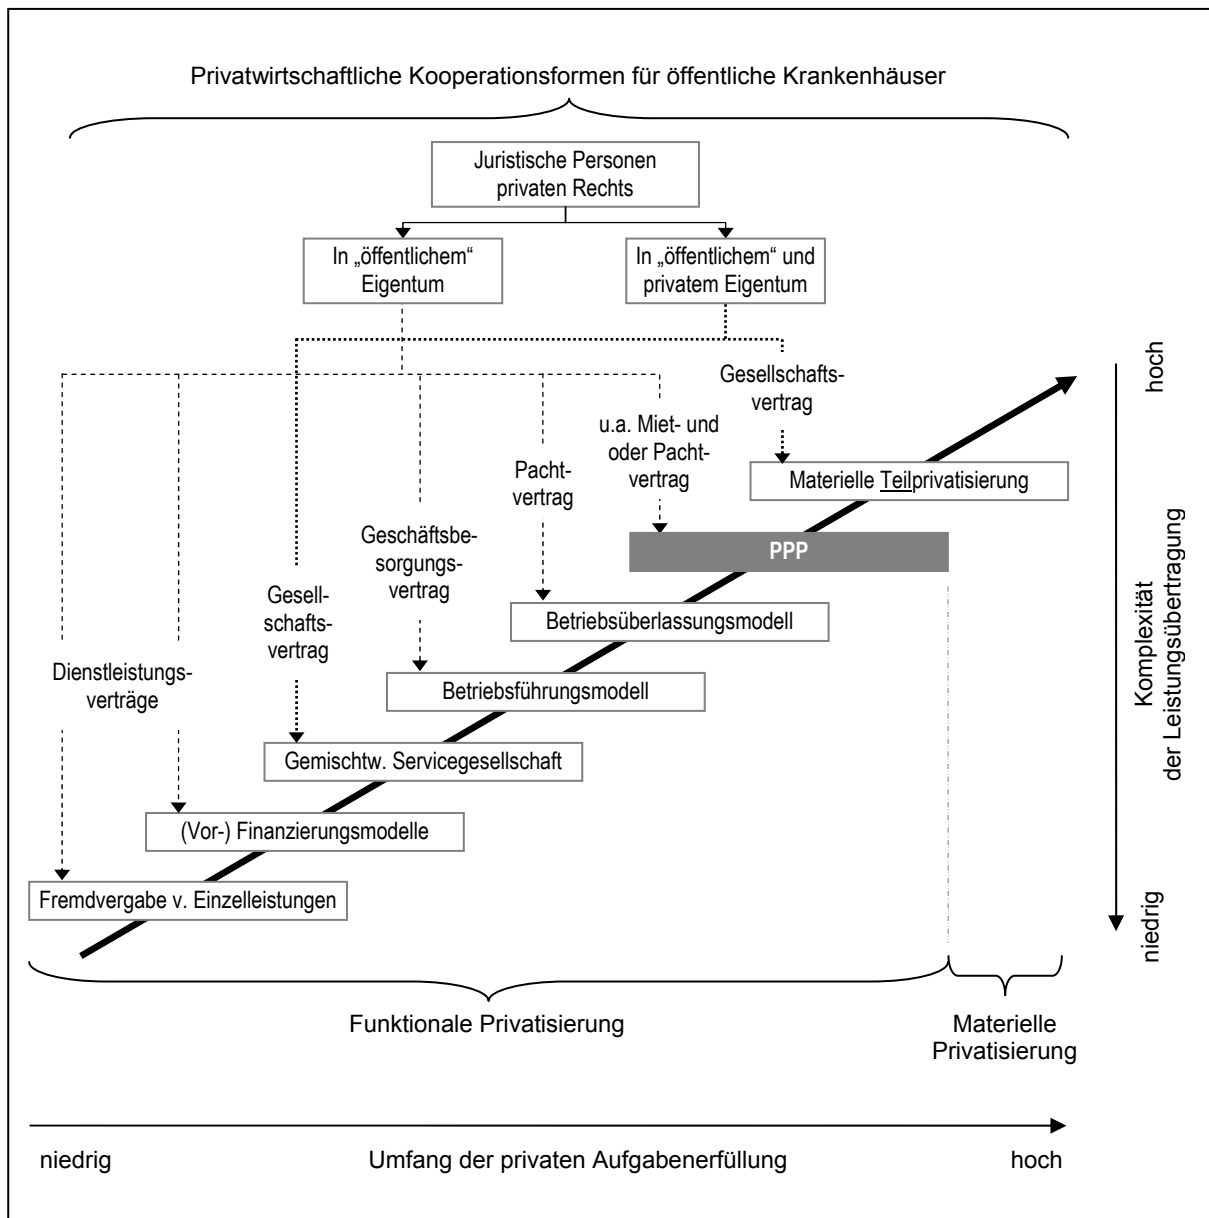 Privatwirtschaftliche Kooperationsformen für öffentliche Krankenhäuser
Juristische Personen
privaten Rechts
In „öffentlichem“
Eigentum
In „öffentlichem“ und
privatem Eigentum
Gesellschafts-
vertrag
u.a. Miet- und
oder Pacht-
vertrag
Pacht-
vertrag
Geschäftsbe-
sorgungs-
vertrag
Gesell-
schafts-
vertrag
Dienstleistungs-
verträge
Materielle Teilprivatisierung
PPP
Betriebsüberlassungsmodell
Betriebsführungsmodell
Gemischtw. Servicegesellschaft
(Vor-) Finanzierungsmodelle
Fremdvergabe v. Einzelleistungen
hoch
Komplexität
der Leistungsübertragung
niedrig
Funktionale Privatisierung
Materielle
Privatisierung
niedrig
Umfang der privaten Aufgabenerfüllung
hoch